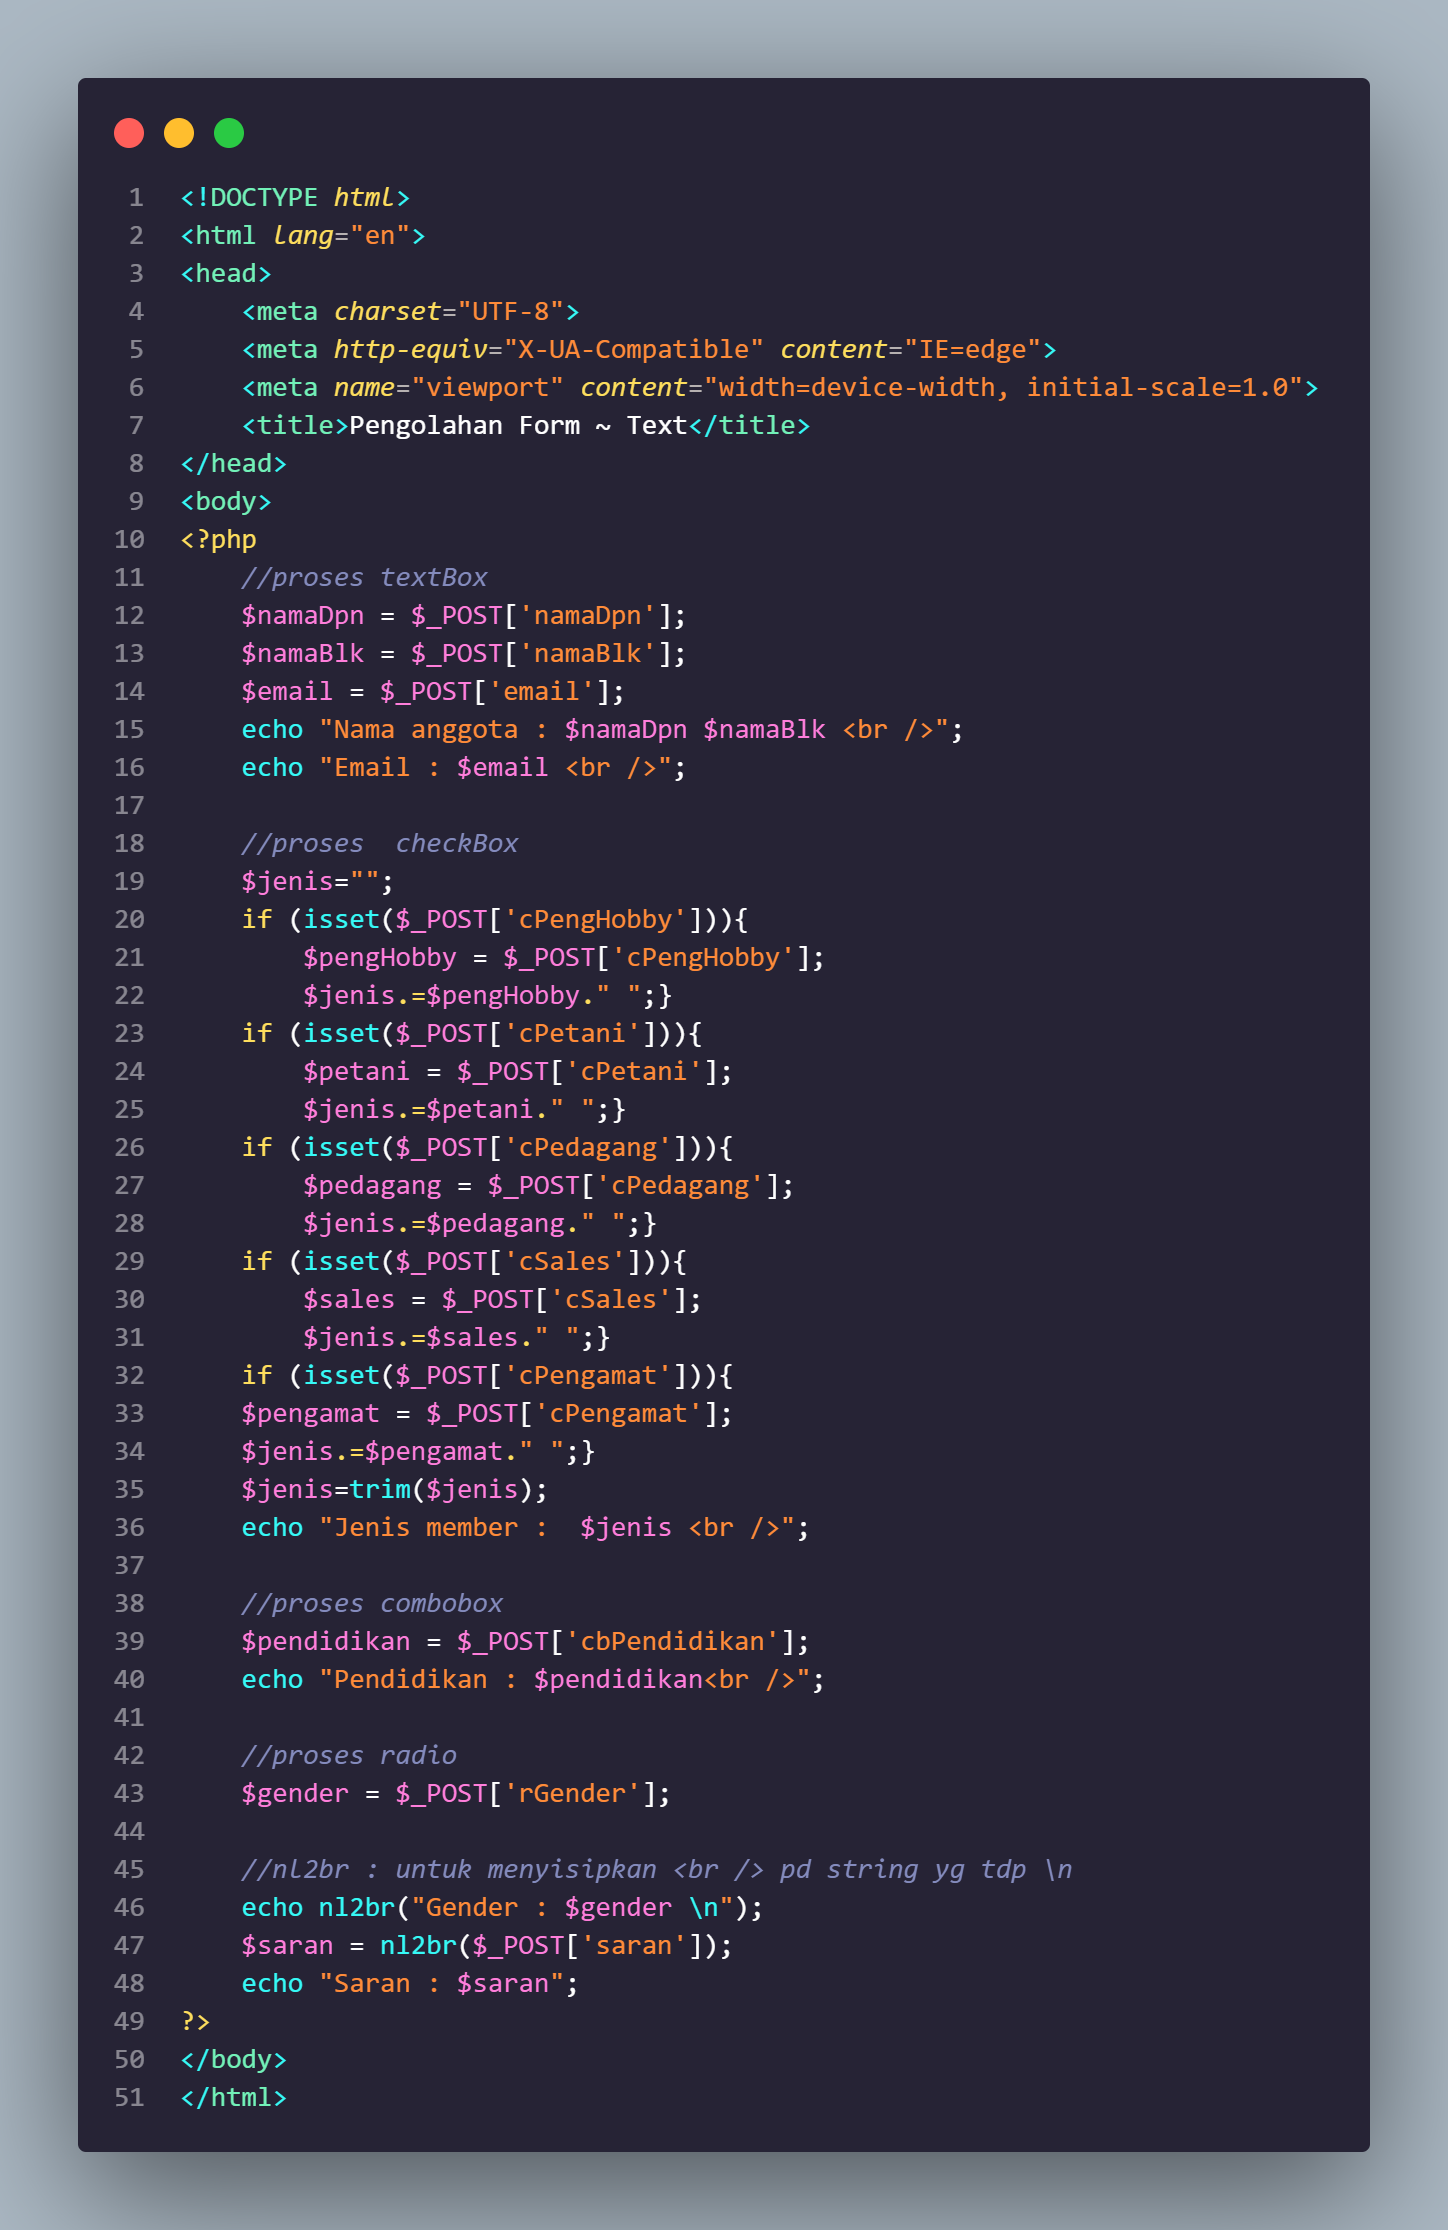 1 <!DOCTYPE html>
2 <html lang="en">
3 <head>
4     <meta charset="UTF-8">
5     <meta http-equiv="X-UA-Compatible" content="IE=edge">
6     <meta name="viewport" content="width=device-width, initial-scale=1.0">
7     <title>Pengolahan Form ~ Text</title>
8 </head>
9 <body>
10 <?php
11     //proses textBox
12     $namaDpn = $_POST['namaDpn'];
13     $namaBlk = $_POST['namaBlk'];
14     $email = $_POST['email'];
15     echo "Nama anggota : $namaDpn $namaBlk <br />";
16     echo "Email : $email <br />";
17
18     //proses  checkBox
19     $jenis="";
20     if (isset($_POST['cPengHobby'])){
21         $pengHobby = $_POST['cPengHobby'];
22         $jenis.=$pengHobby." ";}
23     if (isset($_POST['cPetani'])){
24         $petani = $_POST['cPetani'];
25         $jenis.=$petani." ";}
26     if (isset($_POST['cPedagang'])){
27         $pedagang = $_POST['cPedagang'];
28         $jenis.=$pedagang." ";}
29     if (isset($_POST['cSales'])){
30         $sales = $_POST['cSales'];
31         $jenis.=$sales." ";}
32     if (isset($_POST['cPengamat'])){
33     $pengamat = $_POST['cPengamat'];
34     $jenis.=$pengamat." ";}
35     $jenis=trim($jenis);
36     echo "Jenis member :  $jenis <br />";
37
38     //proses combobox
39     $pendidikan = $_POST['cbPendidikan'];
40     echo "Pendidikan : $pendidikan<br />";
41
42     //proses radio
43     $gender = $_POST['rGender'];
44
45     //nl2br : untuk menyisipkan <br /> pd string yg tdp \n
46     echo nl2br("Gender : $gender \n");
47     $saran = nl2br($_POST['saran']);
48     echo "Saran : $saran";
49 ?>
50 </body>
51 </html>